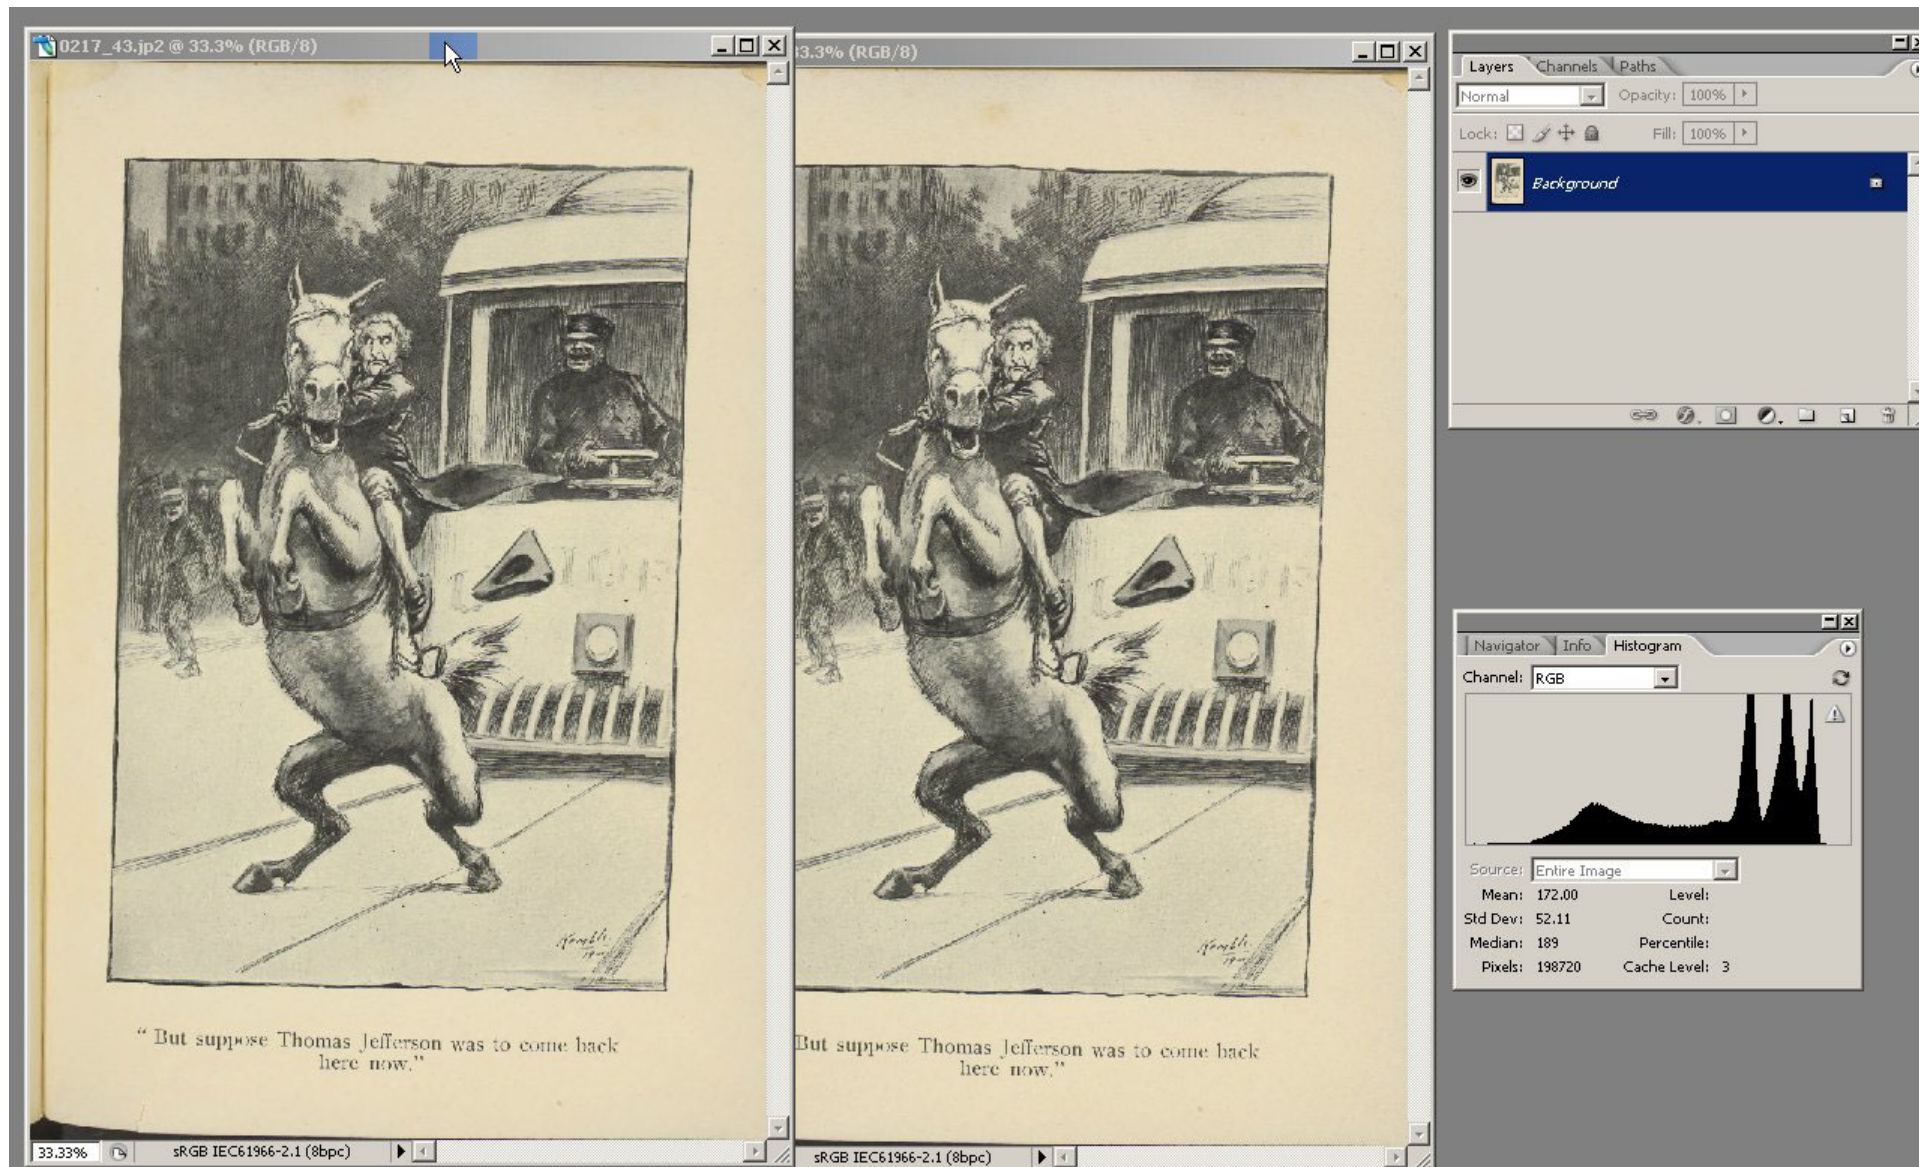 0217_43.jp2 @ 33.3% (RGB/8)
“ But suppose Thomas Jefferson was to come back
here now.”
Kemble
33.33%
sRGB IEC61966-2.1 (8bpc)
33.3% (RGB/8)
But suppose Thomas Jefferson was to come back
here now.”
Kemble
sRGB IEC61966-2.1 (8bpc)
Layers Channels Paths
Normal Opacity: 100%
Lock: Fill: 100%
Background
Navigator Info Histogram
Channel: RGB
Source: Entire Image
Mean: 172.00 Level:
Std Dev: 52.11 Count:
Median: 189 Percentile:
Pixels: 198720 Cache Level: 3